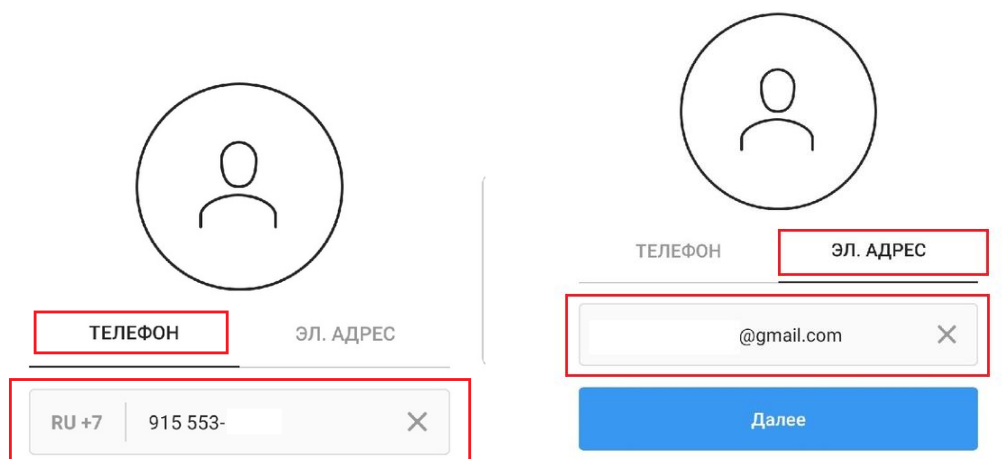 ТЕЛЕФОН ЭЛ. АДРЕС
RU +7 915 553-
ТЕЛЕФОН ЭЛ. АДРЕС
@gmail.com
Далее